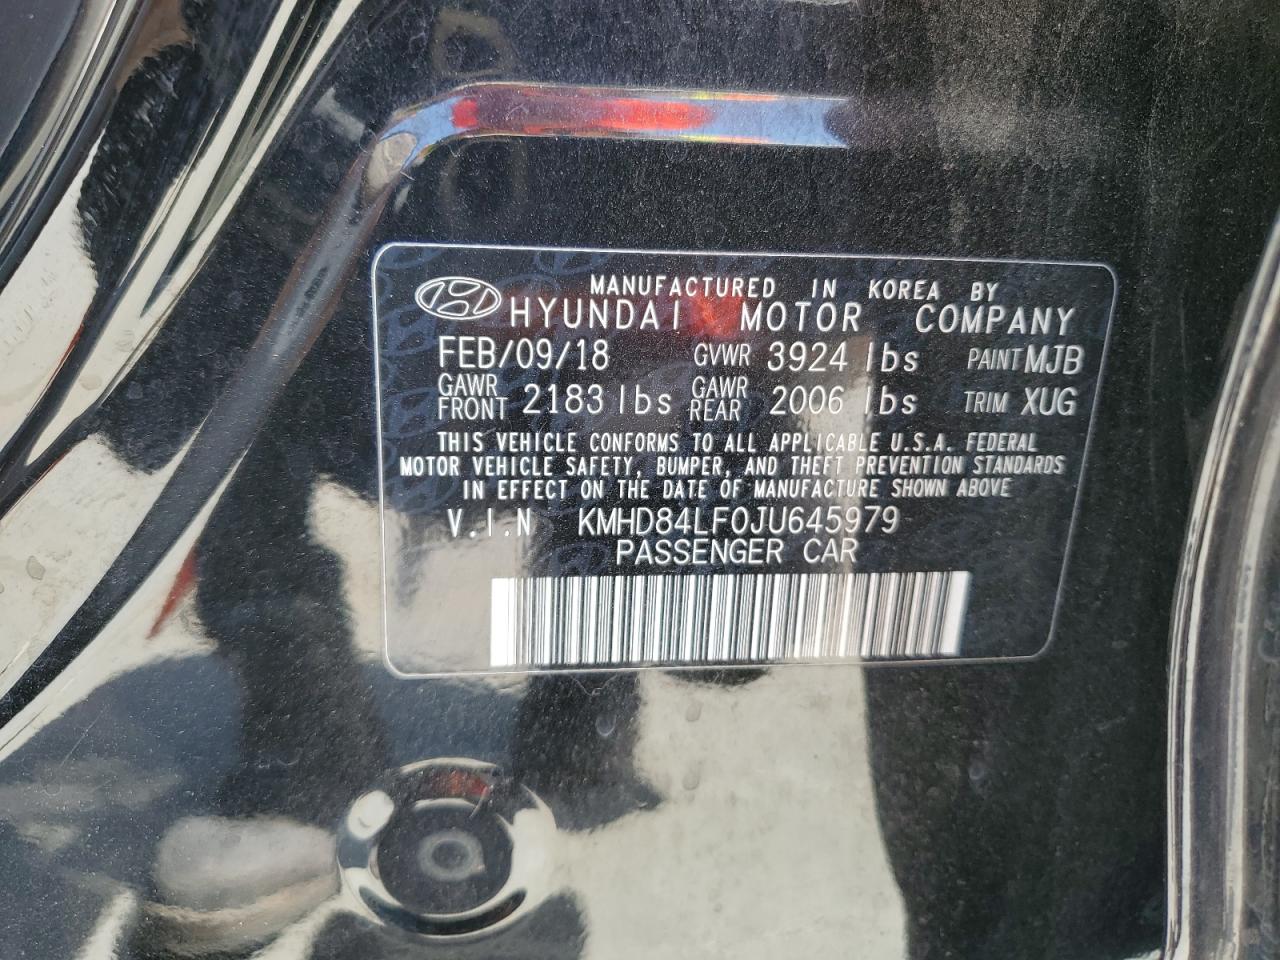 MANUFACTURED IN KOREA BY
HYUNDAI MOTOR COMPANY
FEB/09/18 GVWR 3924 lbs PAINT MJB
GAWR FRONT 2183 lbs GAWR REAR 2006 lbs TRIM XUG
THIS VEHICLE CONFORMS TO ALL APPLICABLE U.S.A. FEDERAL
MOTOR VEHICLE SAFETY, BUMPER, AND THEFT PREVENTION STANDARDS
IN EFFECT ON THE DATE OF MANUFACTURE SHOWN ABOVE
V.I.N KMHD84LF0JU645979
PASSENGER CAR